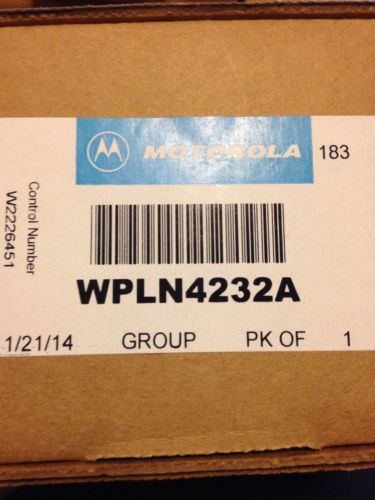 MOTOROLA 183
Control Number
W2226451
WPLN4232A
1/21/14 GROUP PK OF 1